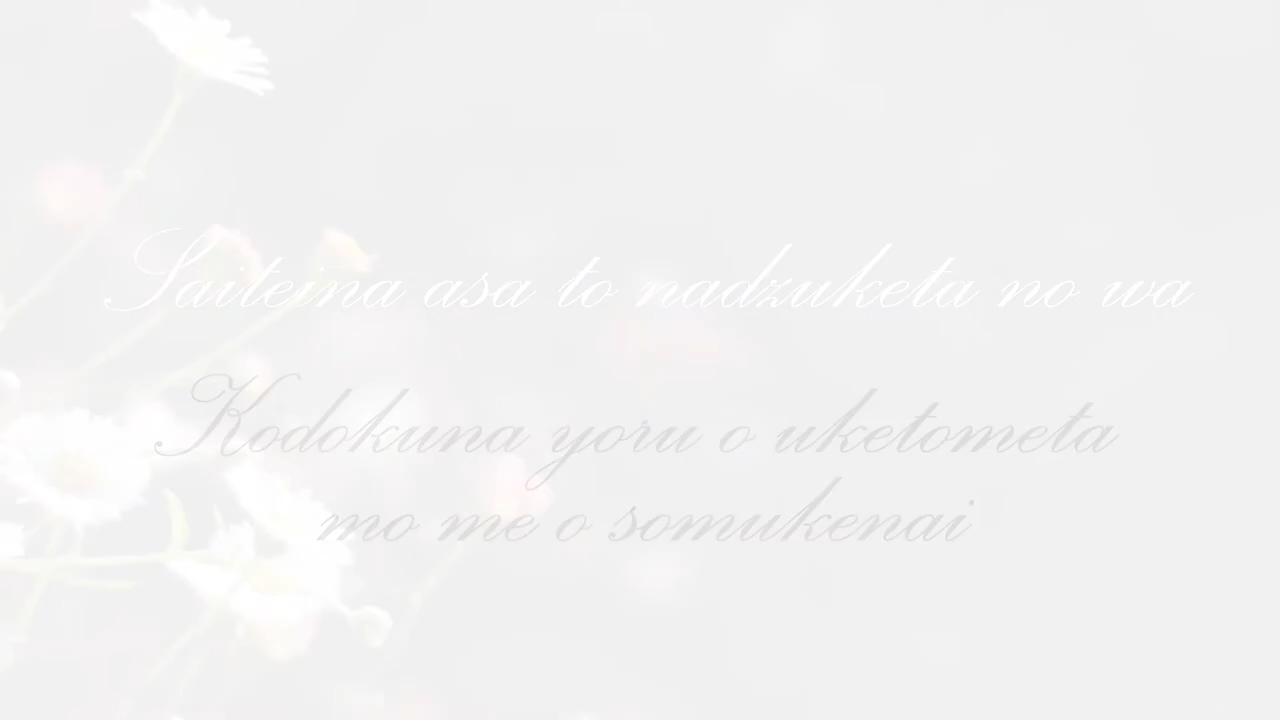 Saiteina asa to nadzuketa no wa
Kodokuna yoru o uketometa
mo me o somukenai